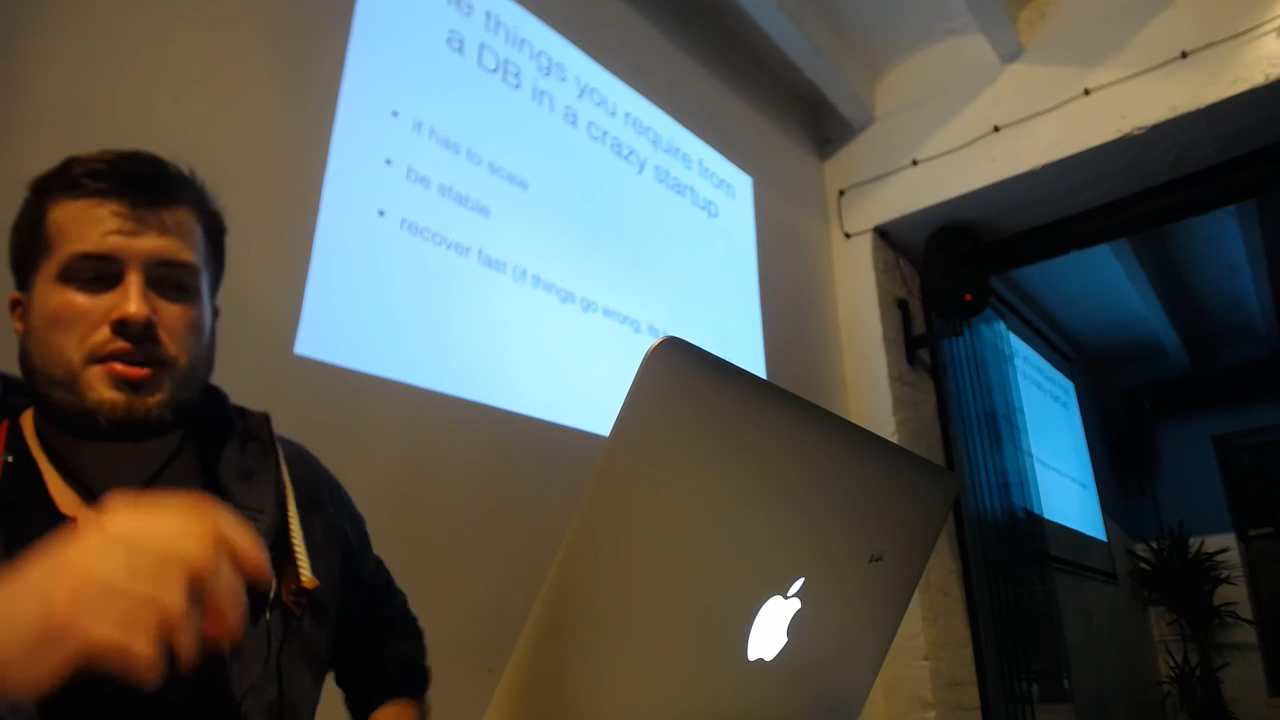 things you require from
a DB in a crazy startup
• it has to scale
• be stable
• recover fast (if things go wrong, its